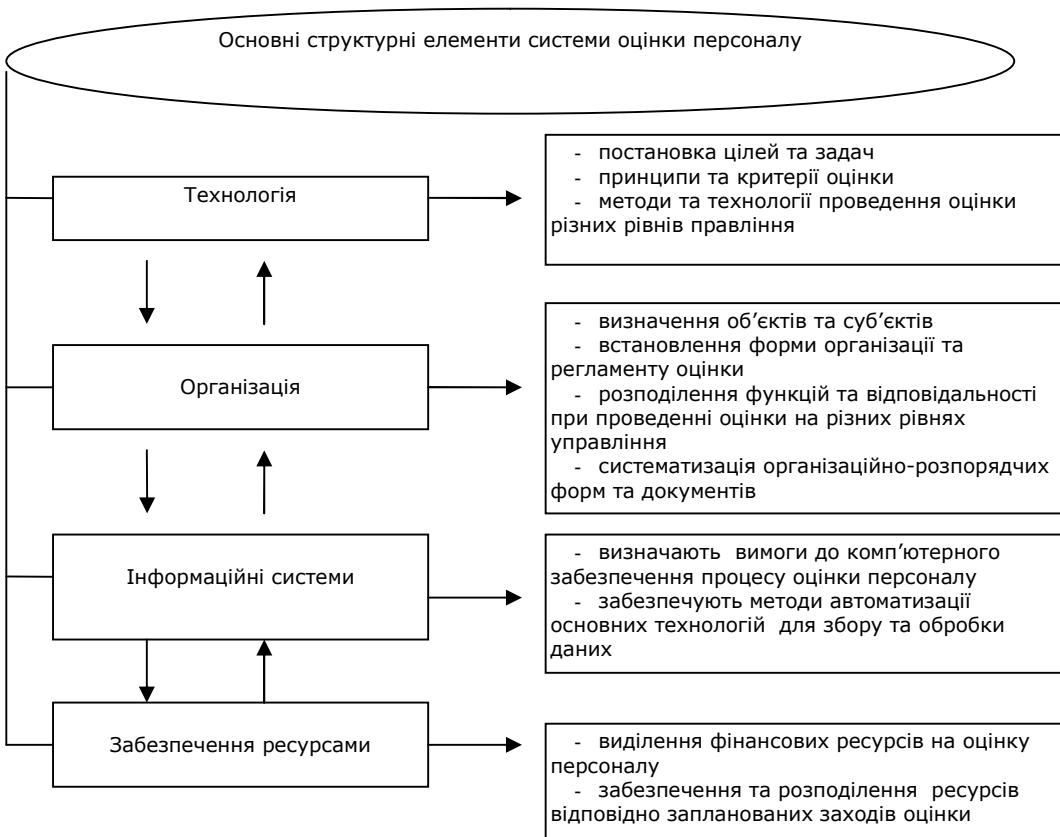 Основні структурні елементи системи оцінки персоналу
Технологія
- постановка цілей та задач
- принципи та критерії оцінки
- методи та технології проведення оцінки
різних рівнів правління
Організація
- визначення об′єктів та суб′єктів
- встановлення форми організації та
регламенту оцінки
- розподілення функцій та відповідальності
при проведенні оцінки на різних рівнях
управління
- систематизація організаційно-розпорядчих
форм та документів
Інформаційні системи
- визначають вимоги до комп′ютерного
забезпечення процесу оцінки персоналу
- забезпечують методи автоматизації
основних технологій для збору та обробки
даних
Забезпечення ресурсами
- виділення фінансових ресурсів на оцінку
персоналу
- забезпечення та розподілення ресурсів
відповідно запланованих заходів оцінки